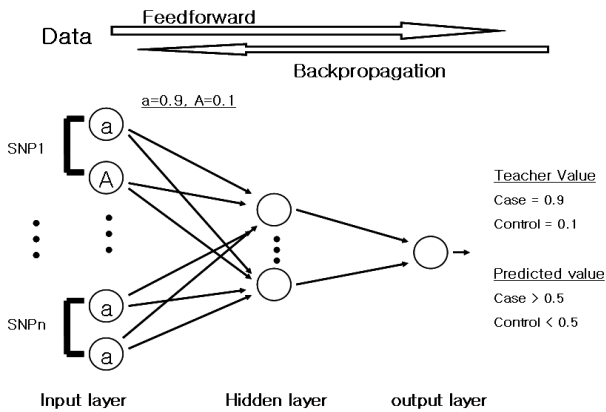 Feedforward
Data
Backpropagation
a=0.9, A=0.1
a
SNP1
A
Teacher Value
Case = 0.9
Control = 0.1
Predicted value
Case > 0.5
Control < 0.5
a
SNPn
a
Input layer
Hidden layer
output layer